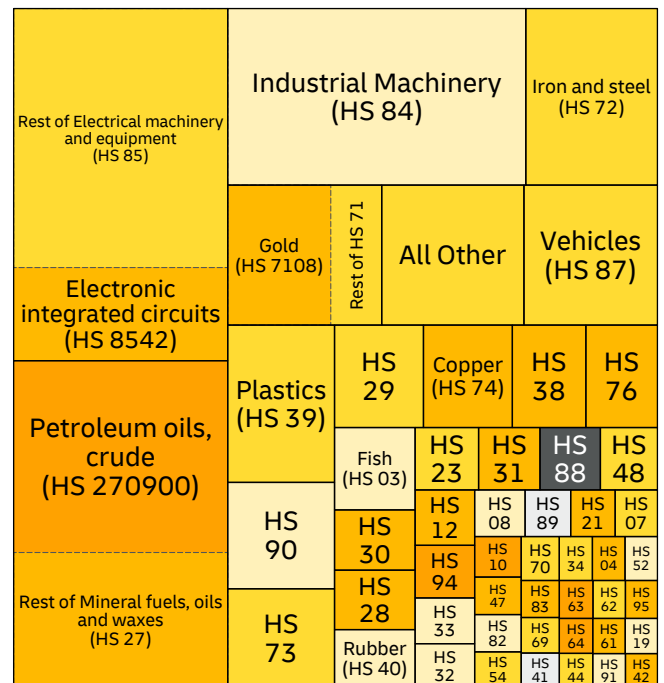 Rest of Electrical machinery
and equipment
(HS 85)
Electronic
integrated circuits
(HS 8542)
Petroleum oils,
crude
(HS 270900)
Rest of Mineral fuels, oils
and waxes
(HS 27)
Industrial Machinery
(HS 84)
Iron and steel
(HS 72)
Gold
(HS 7108)
Rest of HS 71
All Other
Vehicles
(HS 87)
Plastics
(HS 39)
HS
90
HS
73
HS
29
Copper
(HS 74)
HS
38
HS
76
Fish
(HS 03)
HS
30
HS
28
Rubber
(HS 40)
HS
23
HS
31
HS
88
HS
48
HS
12
HS
94
HS
33
HS
32
HS
08
HS
89
HS
21
HS
07
HS
10
HS
47
HS
82
HS
54
HS
70
HS
34
HS
04
HS
52
HS
83
HS
63
HS
62
HS
95
HS
69
HS
64
HS
61
HS
19
HS
41
HS
44
HS
91
HS
42